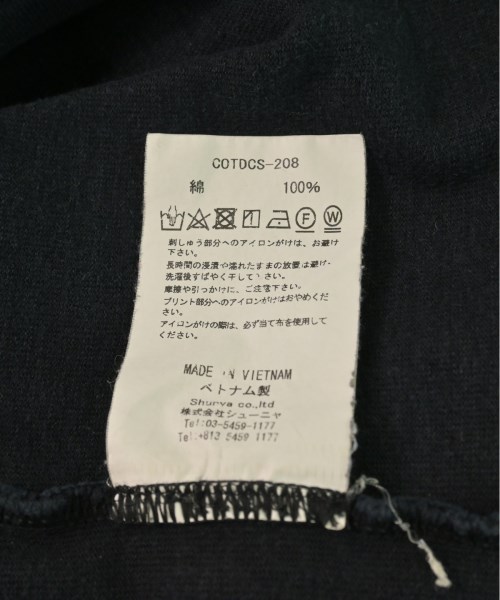 COTDCS-208
綿 100%
F W
刺しゅう部分へのアイロンがけは、お避け
下さい。
長時間の浸漬や濡れたままの放置は避け、
洗濯後すばやく干して下さい。
摩擦や引っかけに、ご注意下さい。
プリント部分へのアイロンがけはおやめくださ
い。
アイロンがけの際は、必ず当て布を使用して
ください。
MADE IN VIETNAM
ベトナム製
Shunya co.,ltd
株式会社シューニャ
Tel:03-5459-1177
Tel:+813 5459 1177